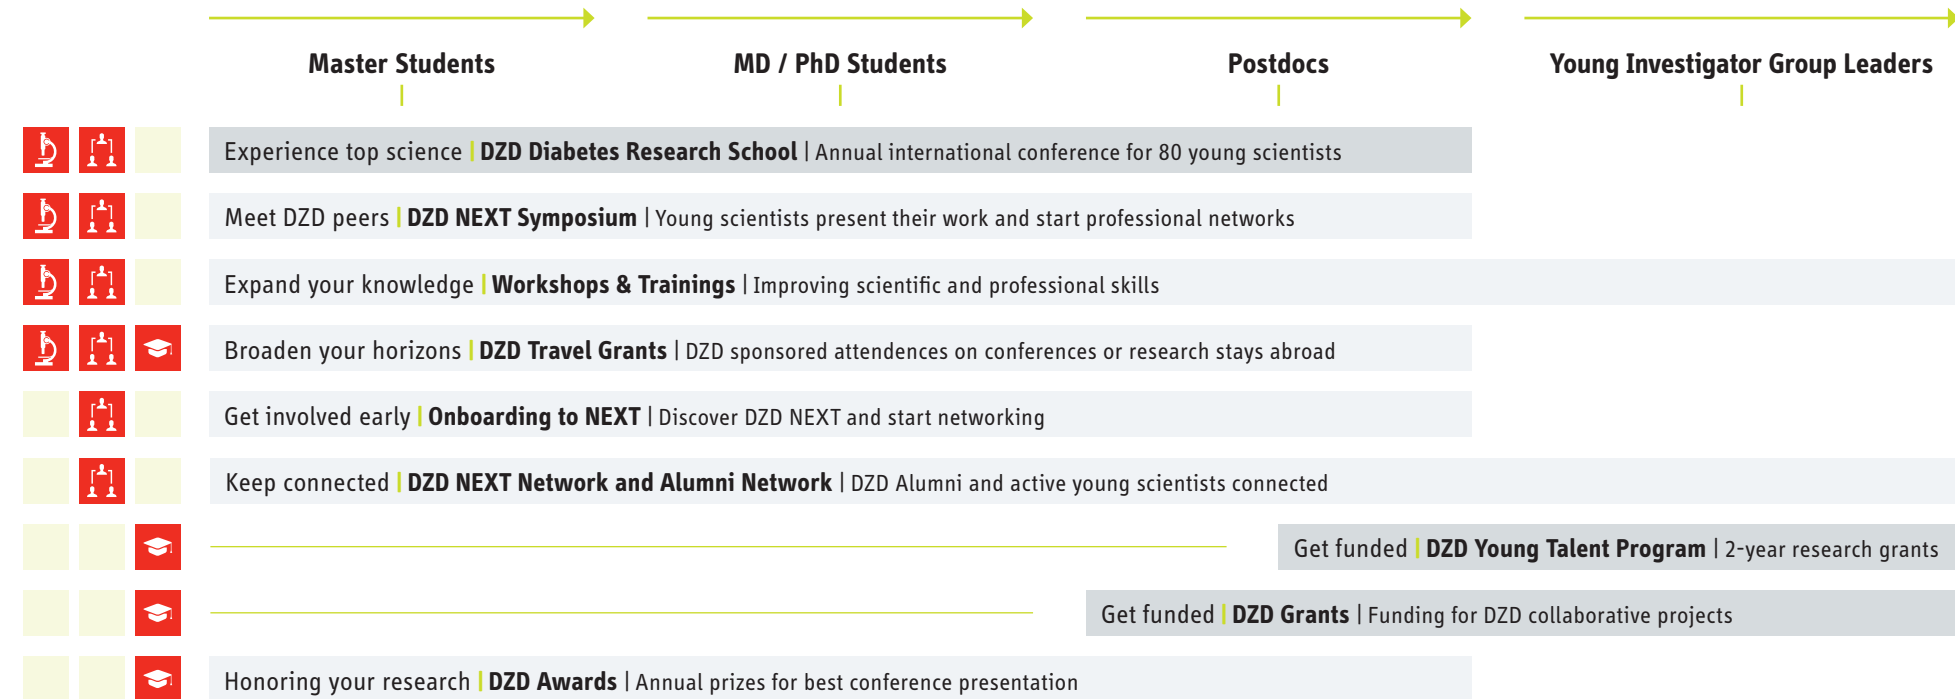 Master Students MD / PhD Students Postdocs Young Investigator Group Leaders
Experience top science | DZD Diabetes Research School | Annual international conference for 80 young scientists
Meet DZD peers | DZD NEXT Symposium | Young scientists present their work and start professional networks
Expand your knowledge | Workshops & Trainings | Improving scientific and professional skills
Broaden your horizons | DZD Travel Grants | DZD sponsored attendences on conferences or research stays abroad
Get involved early | Onboarding to NEXT | Discover DZD NEXT and start networking
Keep connected | DZD NEXT Network and Alumni Network | DZD Alumni and active young scientists connected
Get funded | DZD Young Talent Program | 2-year research grants
Get funded | DZD Grants | Funding for DZD collaborative projects
Honoring your research | DZD Awards | Annual prizes for best conference presentation